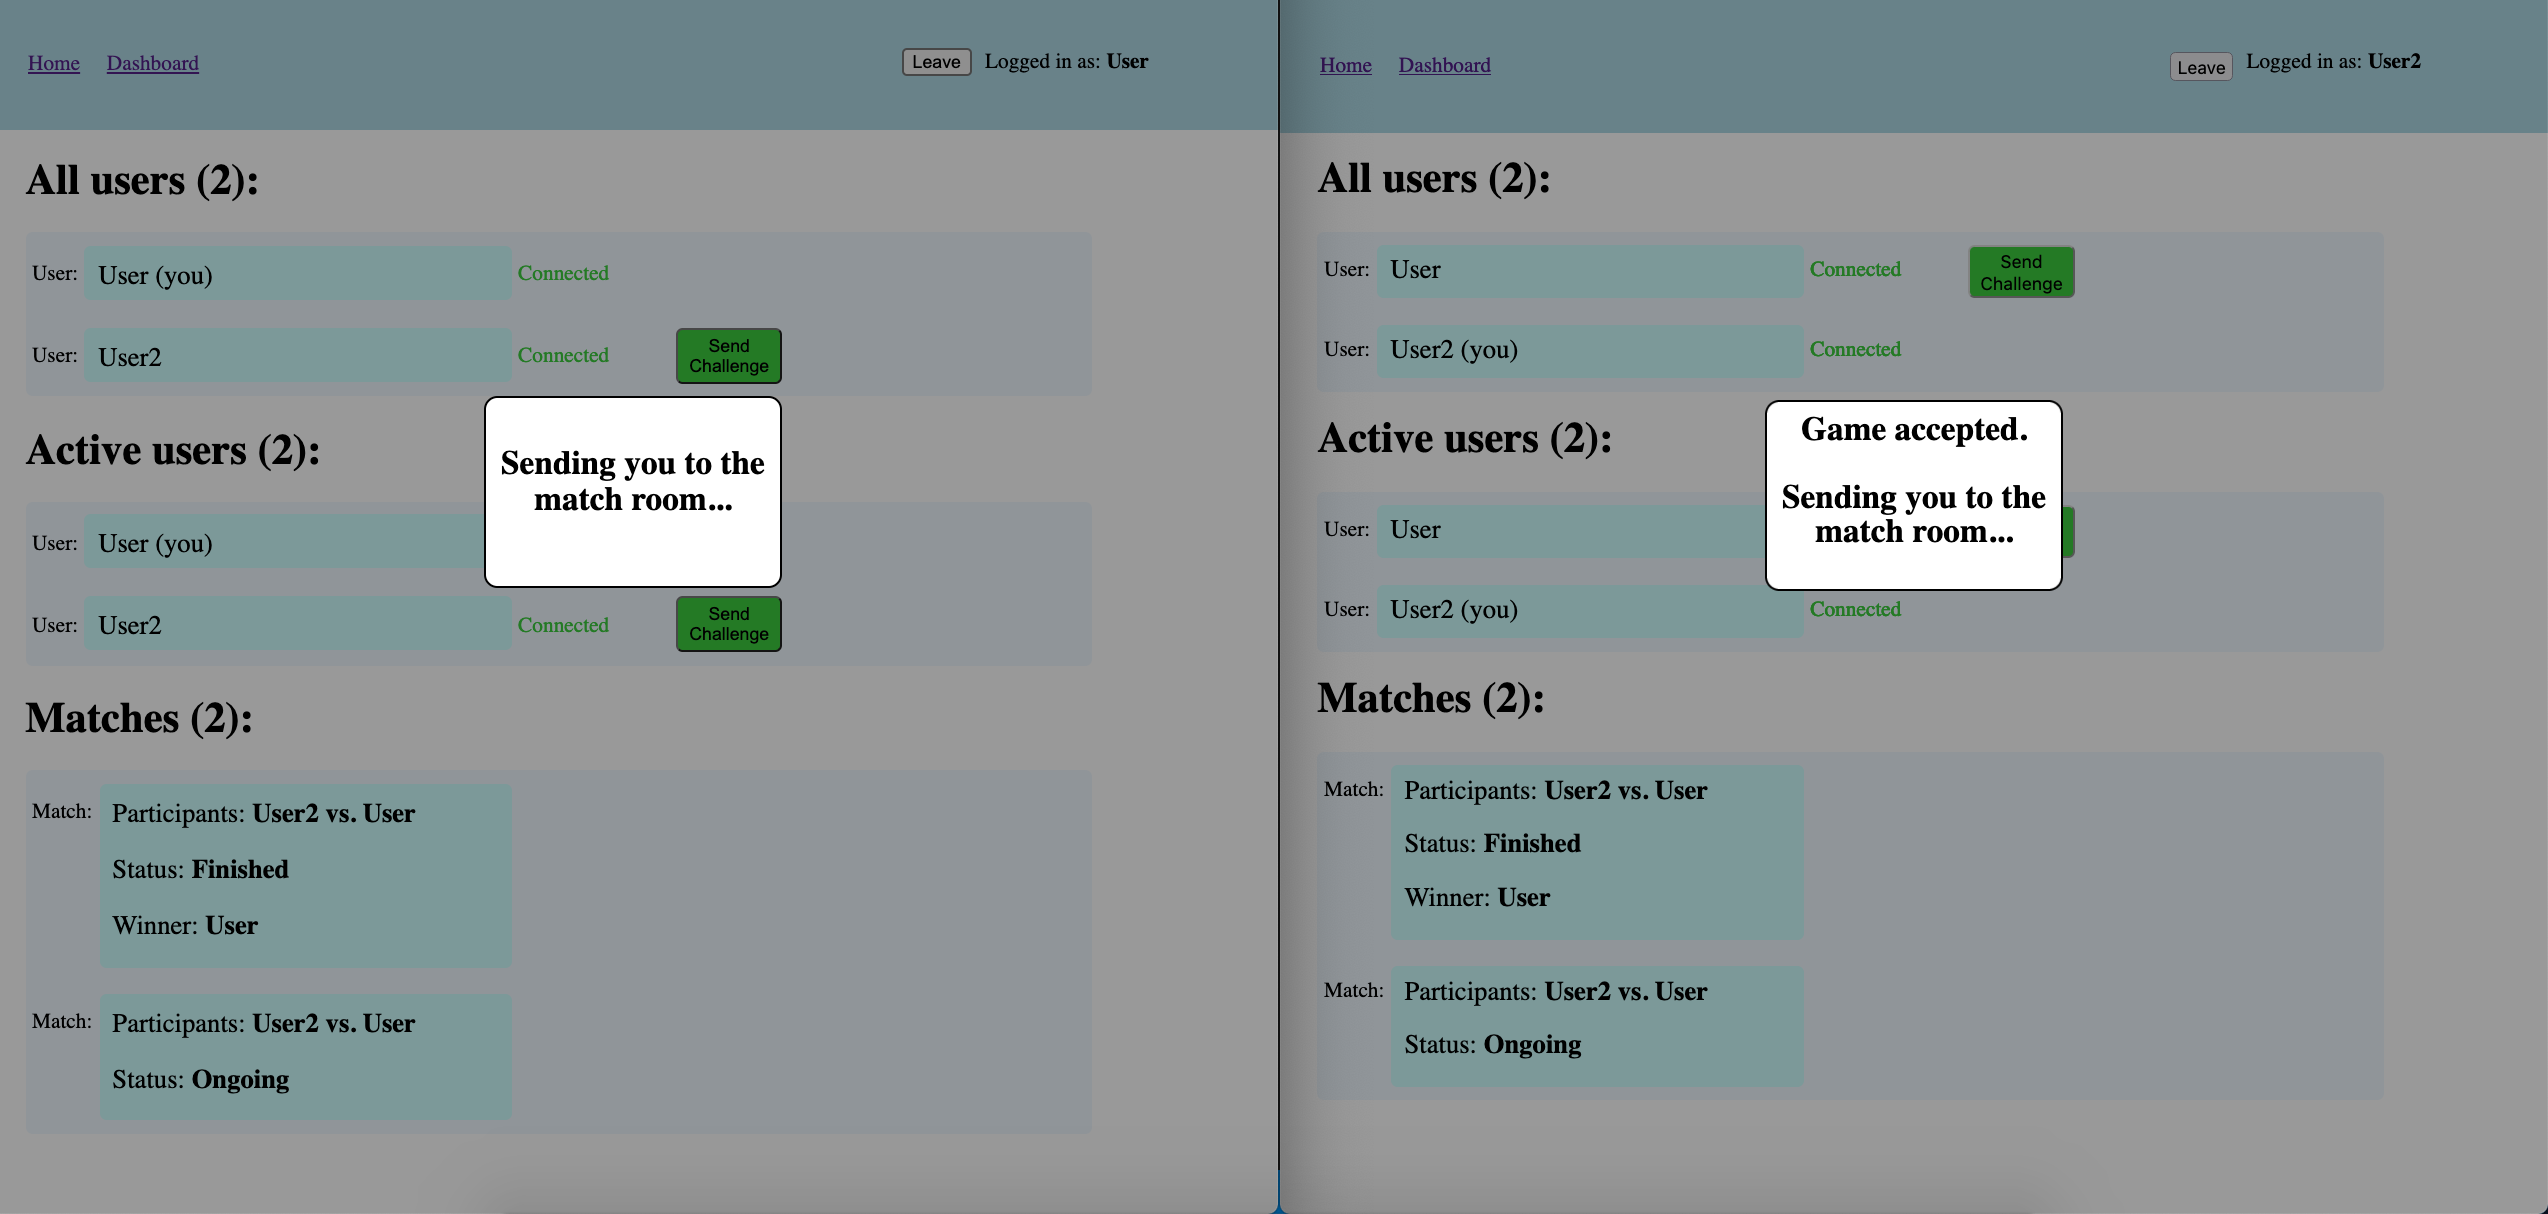 Home Dashboard Leave Logged in as: User
All users (2):
User: User (you) Connected
User: User2 Connected Send
Challenge
Active users (2):
User: User (you)
User: User2 Connected Send
Challenge
Sending you to the
match room...
Matches (2):
Match: Participants: User2 vs. User
Status: Finished
Winner: User
Match: Participants: User2 vs. User
Status: Ongoing
Home Dashboard Leave Logged in as: User2
All users (2):
User: User Connected Send
Challenge
User: User2 (you) Connected
Active users (2):
User: User
User: User2 (you) Connected
Game accepted.
Sending you to the
match room...
Matches (2):
Match: Participants: User2 vs. User
Status: Finished
Winner: User
Match: Participants: User2 vs. User
Status: Ongoing